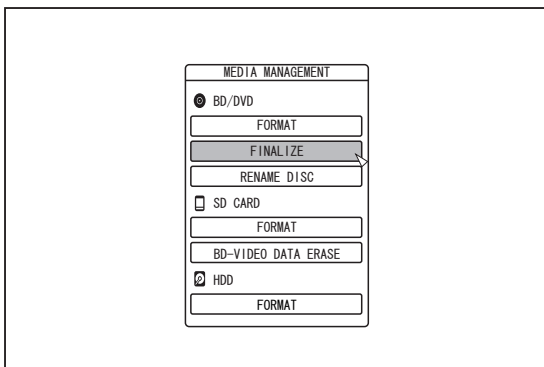 MEDIA MANAGEMENT
BD/DVD
FORMAT
FINALIZE
RENAME DISC
SD CARD
FORMAT
BD-VIDEO DATA ERASE
HDD
FORMAT